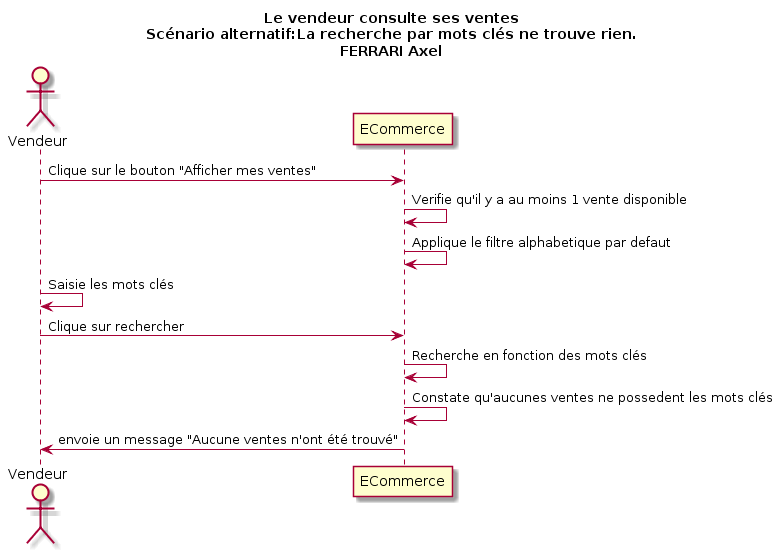 Le vendeur consulte ses ventes
Scénario alternatif:La recherche par mots clés ne trouve rien.
FERRARI Axel
Vendeur
ECommerce
Clique sur le bouton "Afficher mes ventes"
Verifie qu'il y a au moins 1 vente disponible
Applique le filtre alphabetique par defaut
Saisie les mots clés
Clique sur rechercher
Recherche en fonction des mots clés
Constate qu'aucunes ventes ne possedent les mots clés
envoie un message "Aucune ventes n'ont été trouvé"
Vendeur
ECommerce